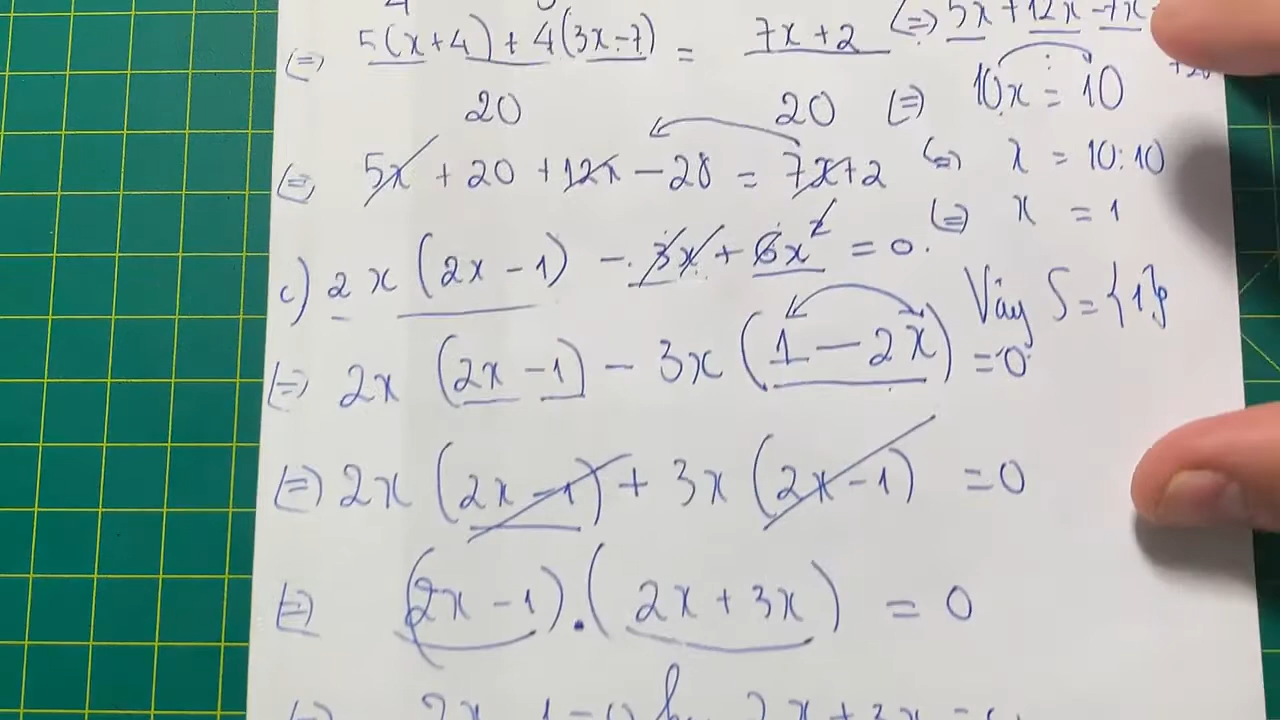 (=) 5(x+4) + 4(3x-7) / 20 = 7x+2 / 20
(=) 5x + 20 + 12x - 28 = 7x+2
(=) 5x + 12x - 7x
+20
(=) 10x = 10
(=) x = 10:10
(=) x = 1
Vây S = {1}
c) 2x (2x - 1) - 3x + 6x² = 0.
(=) 2x (2x - 1) - 3x (1 - 2x) = 0
(=) 2x (2x - 1) + 3x (2x - 1) = 0
(=) (2x - 1).(2x + 3x) = 0